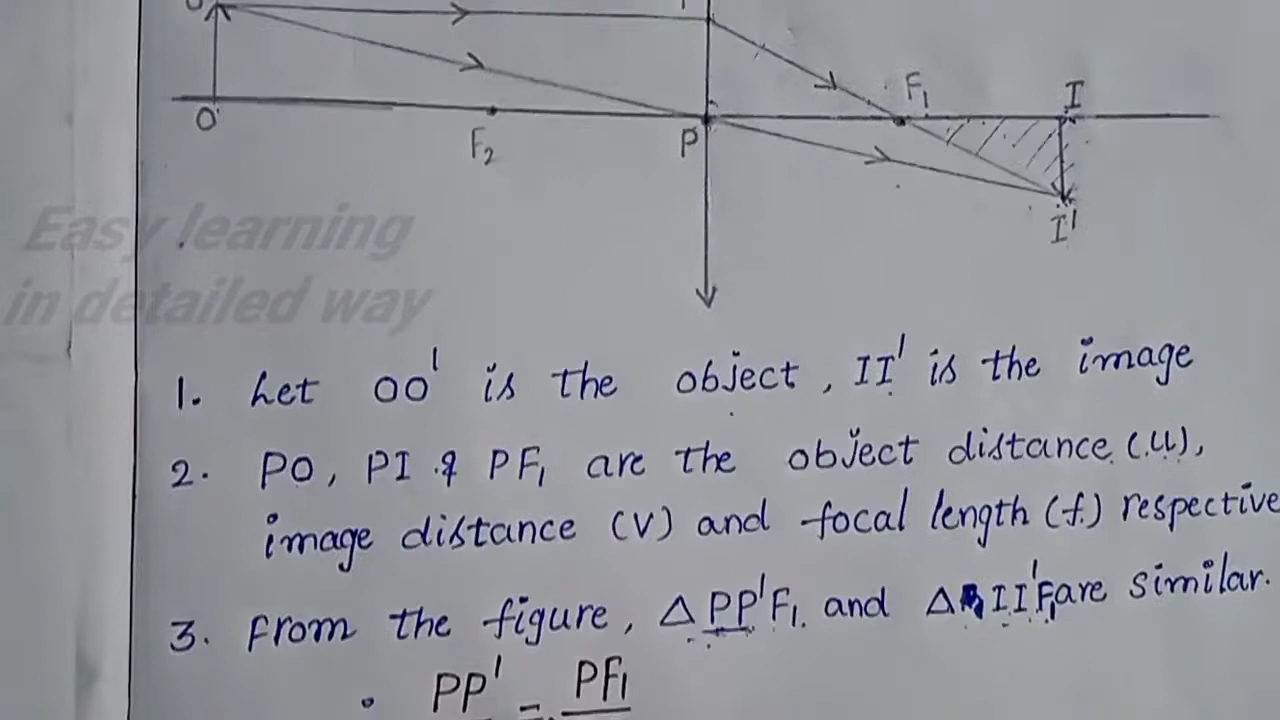 F₁
I
O
F₂
P
I'
Easy learning
in detailed way
1. Let OO' is the object, II' is the image
2. PO, PI & PF₁ are the object distance (u),
image distance (v) and focal length (f) respective
3. From the figure, Δ PP'F₁ and Δ II'F₁ are similar.
PP' = PF₁